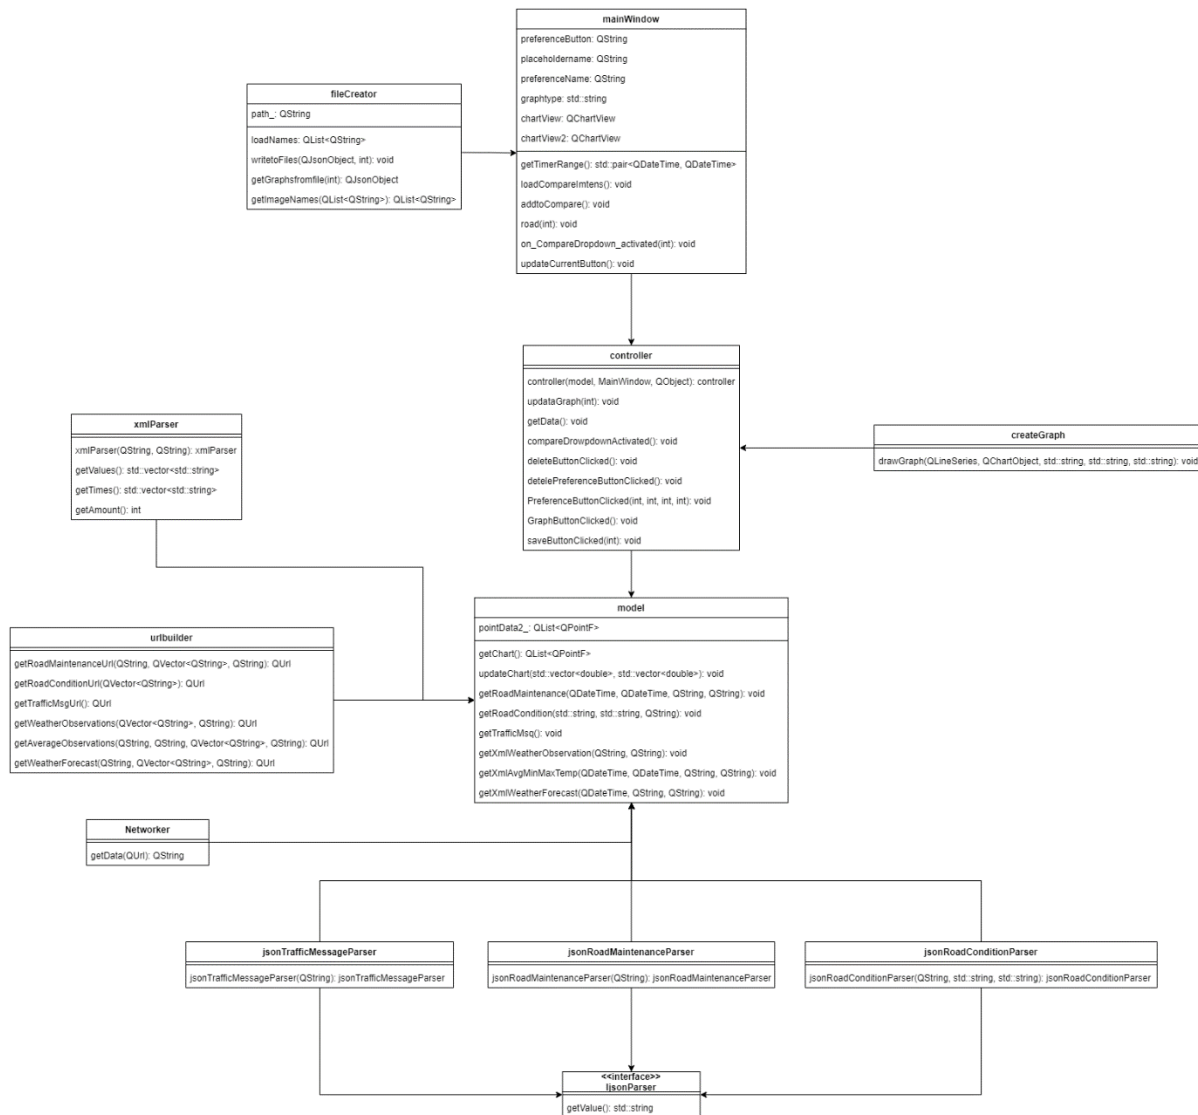 mainWindow
preferenceButton: QString
placeholdername: QString
preferenceName: QString
graphtype: std::string
chartView: QChartView
chartView2: QChartView
getTimerRange(): std::pair<QDateTime, QDateTime>
loadCompareImtens(): void
addtoCompare(): void
road(int): void
on_CompareDropdown_activated(int): void
updateCurrentButton(): void
fileCreator
path_: QString
loadNames: QList<QString>
writetoFiles(QJsonObject, int): void
getGraphsfromfile(int): QJsonObject
getImageNames(QList<QString>): QList<QString>
controller
controller(model, MainWindow, QObject): controller
updataGraph(int): void
getData(): void
compareDrowpdownActivated(): void
deleteButtonClicked(): void
detelePreferenceButtonClicked(): void
PreferenceButtonClicked(int, int, int, int): void
GraphButtonClicked(): void
saveButtonClicked(int): void
createGraph
drawGraph(QLineSeries, QChartObject, std::string, std::string, std::string): void
xmlParser
xmlParser(QString, QString): xmlParser
getValues(): std::vector<std::string>
getTimes(): std::vector<std::string>
getAmount(): int
model
pointData2_: QList<QPointF>
getChart(): QList<QPointF>
updateChart(std::vector<double>, std::vector<double>): void
getRoadMaintenance(QDateTime, QDateTime, QString, QString): void
getRoadCondition(std::string, std::string, QString): void
getTrafficMsq(): void
getXmlWeatherObservation(QString, QString): void
getXmlAvgMinMaxTemp(QDateTime, QDateTime, QString, QString): void
getXmlWeatherForecast(QDateTime, QString, QString): void
urlbuilder
getRoadMaintenanceUrl(QString, QVector<QString>, QString): QUrl
getRoadConditionUrl(QVector<QString>): QUrl
getTrafficMsgUrl(): QUrl
getWeatherObservations(QVector<QString>, QString): QUrl
getAverageObservations(QString, QString, QVector<QString>, QString): QUrl
getWeatherForecast(QString, QVector<QString>, QString): QUrl
Networker
getData(QUrl): QString
jsonTrafficMessageParser
jsonTrafficMessageParser(QString): jsonTrafficMessageParser
jsonRoadMaintenanceParser
jsonRoadMaintenanceParser(QString): jsonRoadMaintenanceParser
jsonRoadConditionParser
jsonRoadConditionParser(QString, std::string, std::string): jsonRoadConditionParser
<<interface>>
IjsonParser
getValue(): std::string